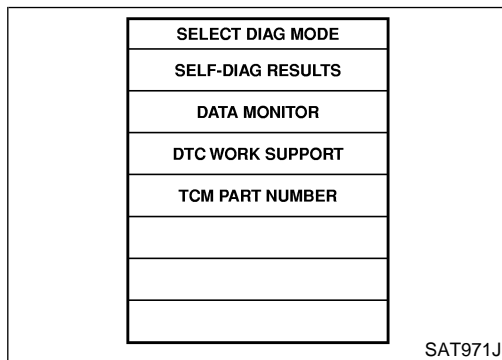 SELECT DIAG MODE
SELF-DIAG RESULTS
DATA MONITOR
DTC WORK SUPPORT
TCM PART NUMBER
SAT971J